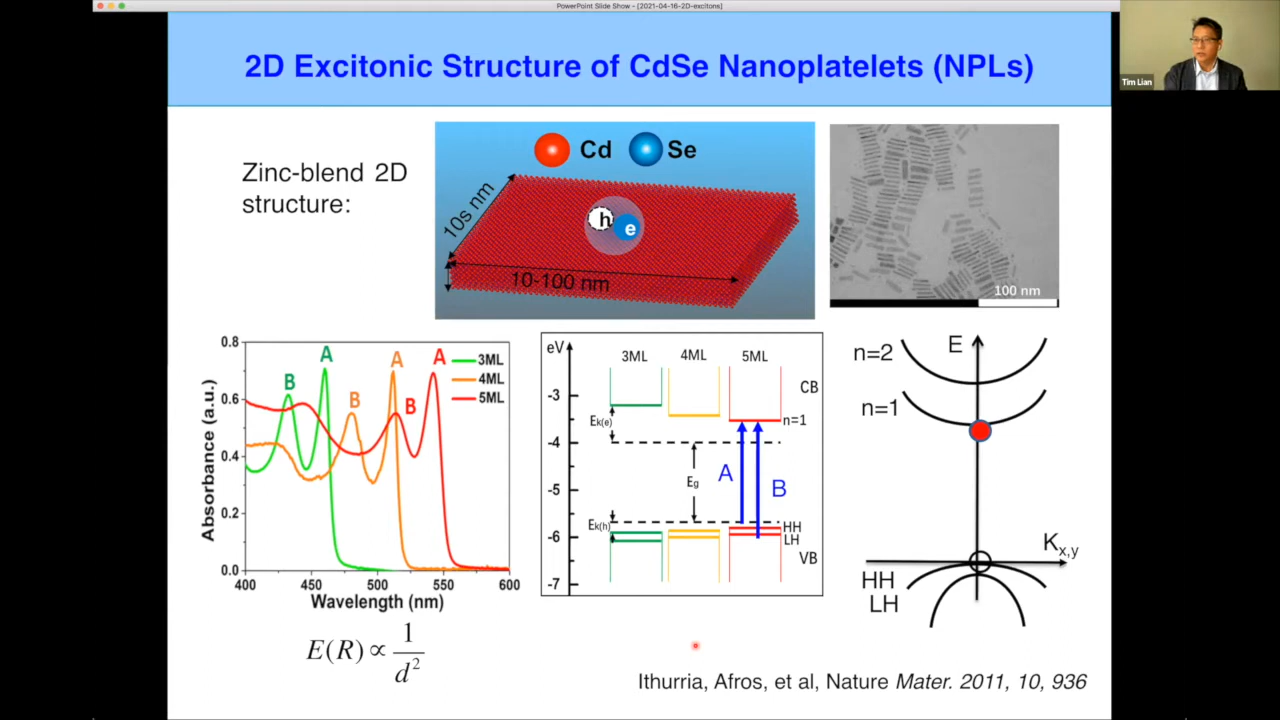 PowerPoint Slide Show - [2021-04-16-2D-excitons]
Tim Lian
2D Excitonic Structure of CdSe Nanoplatelets (NPLs)
Zinc-blend 2D
structure:
Cd
Se
10s nm
h
e
10-100 nm
100 nm
0.8
0.6
0.4
0.2
0.0
Absorbance (a.u.)
B
A
B
A
B
A
3ML
4ML
5ML
400
450
500
550
600
Wavelength (nm)
E(R) ∝ 1/d²
eV
3ML
4ML
5ML
CB
-3
-4
-5
-6
-7
Ek(e)
n=1
A
B
Eg
Ek(h)
HH
LH
VB
n=2
E
n=1
Kx,y
HH
LH
Ithurria, Afros, et al, Nature Mater. 2011, 10, 936